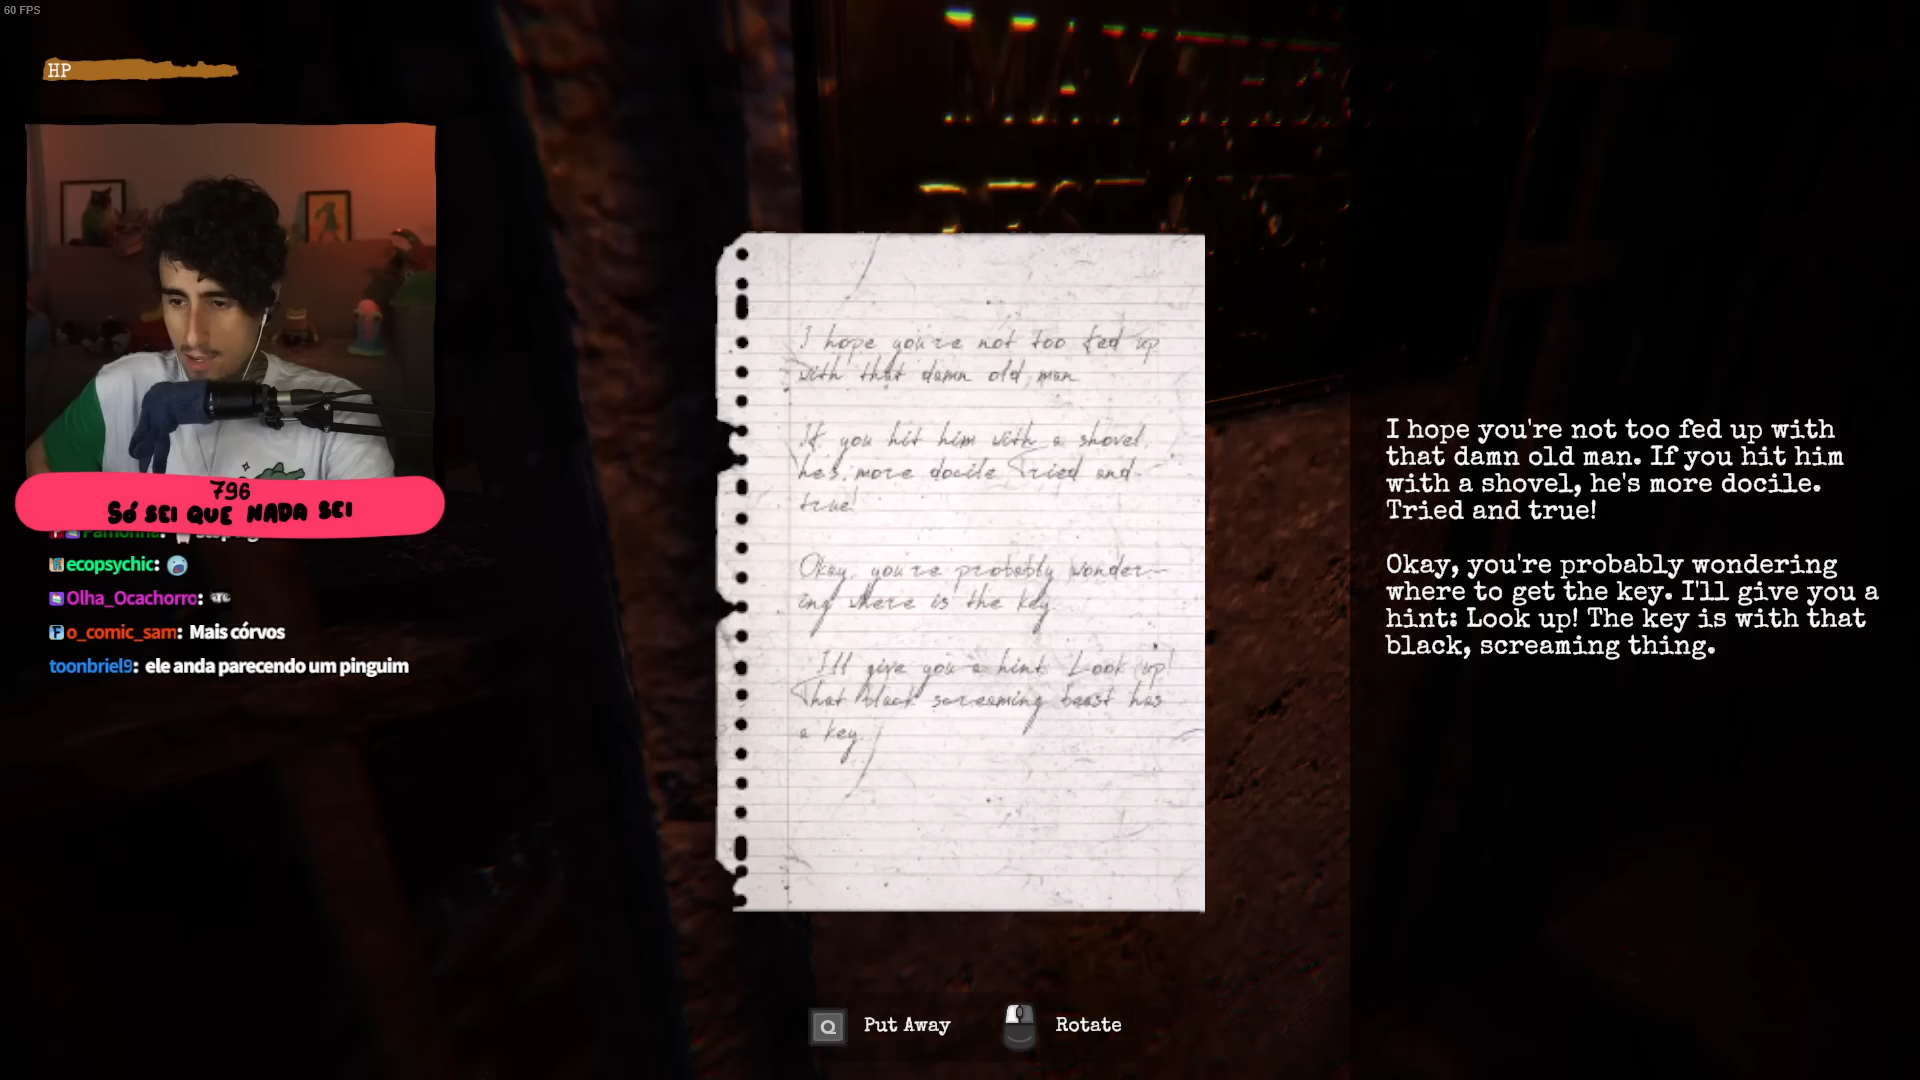 60 FPS
HP
796
Só SEI QUE NADA SEI
ecopsychic:
Olha_Ocachorro:
o_comic_sam: Mais córvos
toonbriel9: ele anda parecendo um pinguim
I hope you're not too fed up
with that damn old man
If you hit him with a shovel,
he's more docile Tried and
true!
Okay, you're probably wonder-
ing where is the key
I'll give you a hint Look up!
That black screaming beast has
a key
I hope you're not too fed up with
that damn old man. If you hit him
with a shovel, he's more docile.
Tried and true!
Okay, you're probably wondering
where to get the key. I'll give you a
hint: Look up! The key is with that
black, screaming thing.
Q Put Away
Rotate